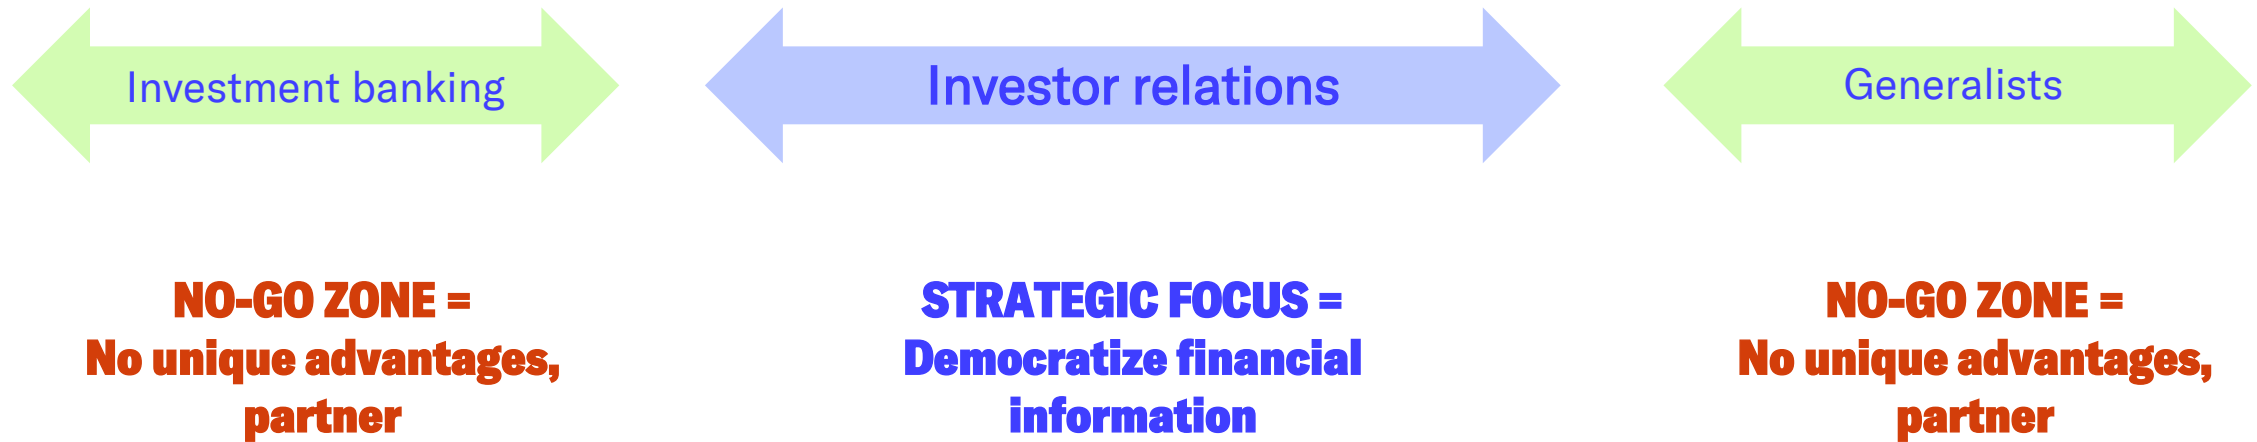 Investment banking
Investor relations
Generalists
NO-GO ZONE =
No unique advantages,
partner
STRATEGIC FOCUS =
Democratize financial
information
NO-GO ZONE =
No unique advantages,
partner